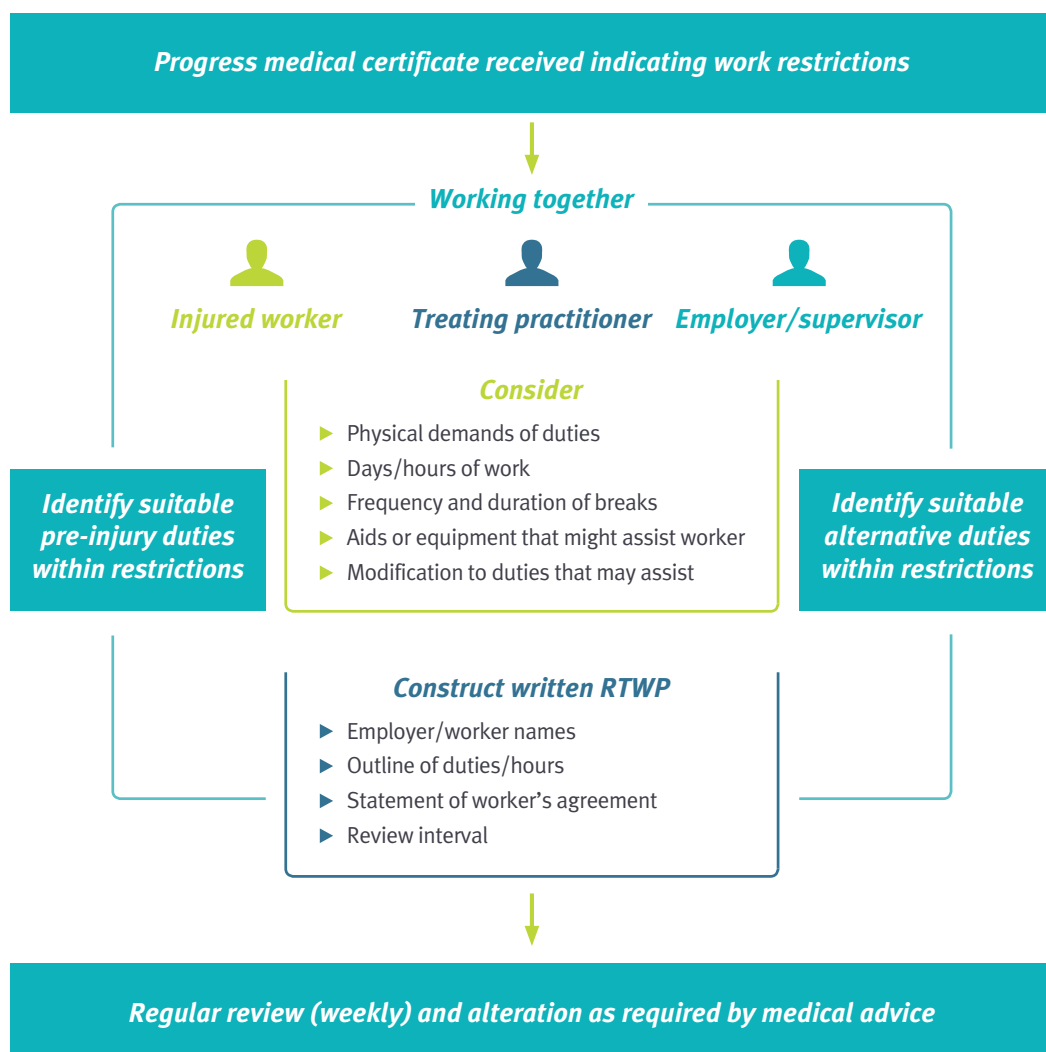 Progress medical certificate received indicating work restrictions
Working together
Injured worker
Treating practitioner
Employer/supervisor
Consider
Physical demands of duties
Days/hours of work
Frequency and duration of breaks
Aids or equipment that might assist worker
Modification to duties that may assist
Identify suitable
pre-injury duties
within restrictions
Identify suitable
alternative duties
within restrictions
Construct written RTWP
Employer/worker names
Outline of duties/hours
Statement of worker’s agreement
Review interval
Regular review (weekly) and alteration as required by medical advice